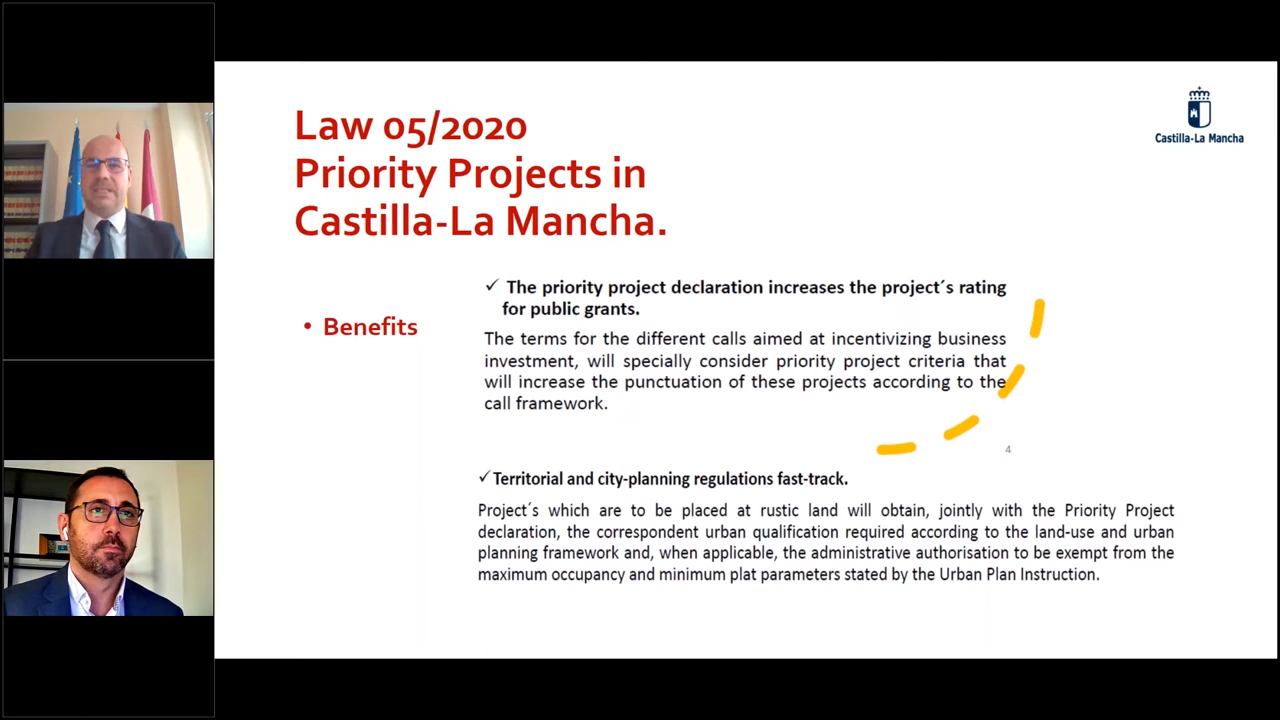 Law 05/2020
Priority Projects in
Castilla-La Mancha.
Castilla-La Mancha
• Benefits
✓ The priority project declaration increases the project´s rating
for public grants.
The terms for the different calls aimed at incentivizing business
investment, will specially consider priority project criteria that
will increase the punctuation of these projects according to the
call framework.
4
✓Territorial and city-planning regulations fast-track.
Project´s which are to be placed at rustic land will obtain, jointly with the Priority Project
declaration, the correspondent urban qualification required according to the land-use and urban
planning framework and, when applicable, the administrative authorisation to be exempt from the
maximum occupancy and minimum plat parameters stated by the Urban Plan Instruction.